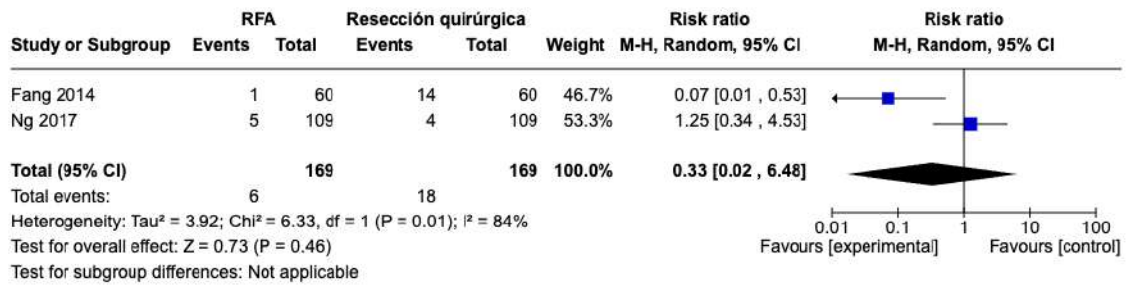 RFA Resección quirúrgica Risk ratio Risk ratio
Study or Subgroup Events Total Events Total Weight M-H, Random, 95% CI M-H, Random, 95% CI
Fang 2014 1 60 14 60 46.7% 0.07 [0.01 , 0.53]
Ng 2017 5 109 4 109 53.3% 1.25 [0.34 , 4.53]
Total (95% CI) 169 169 100.0% 0.33 [0.02 , 6.48]
Total events: 6 18
Heterogeneity: Tau² = 3.92; Chi² = 6.33, df = 1 (P = 0.01); I² = 84%
0.01 0.1 1 10 100
Test for overall effect: Z = 0.73 (P = 0.46)
Favours [experimental] Favours [control]
Test for subgroup differences: Not applicable